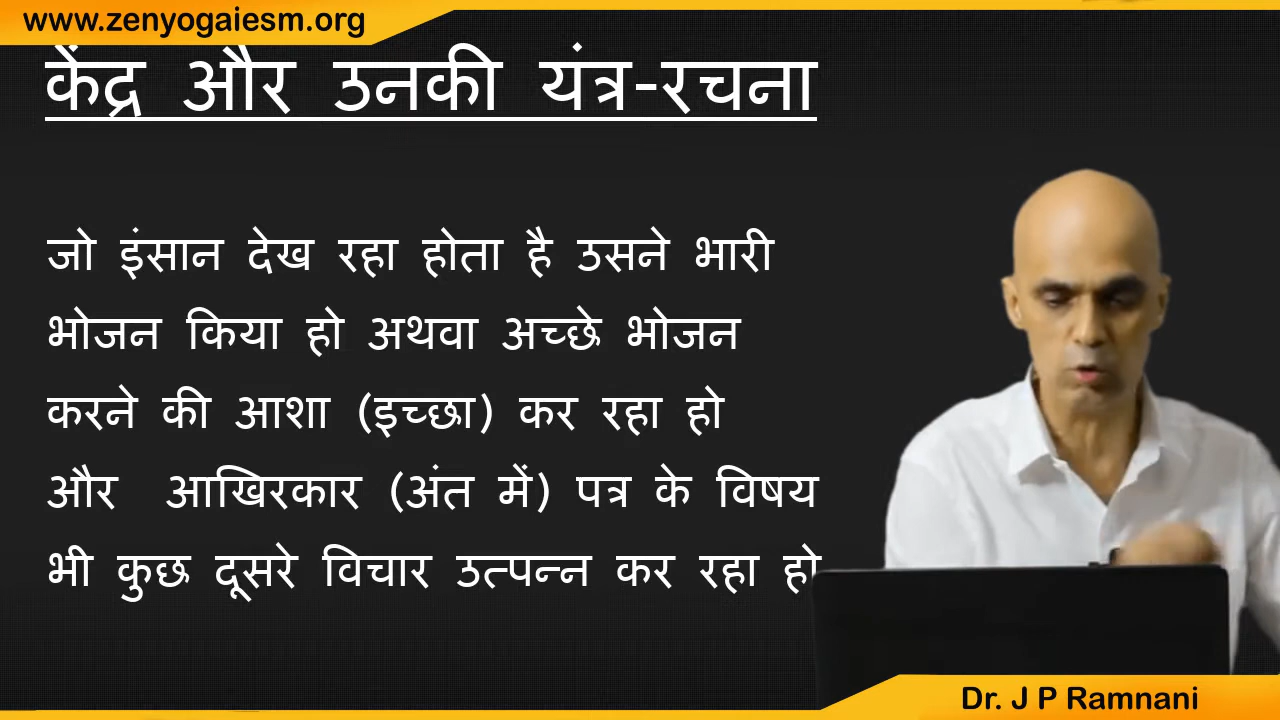 www.zenyogaiesm.org
केंद्र और उनकी यंत्र-रचना
जो इंसान देख रहा होता है उसने भारी
भोजन किया हो अथवा अच्छे भोजन
करने की आशा (इच्छा) कर रहा हो
और आखिरकार (अंत में) पत्र के विषय
भी कुछ दूसरे विचार उत्पन्न कर रहा हो
Dr. J P Ramnani